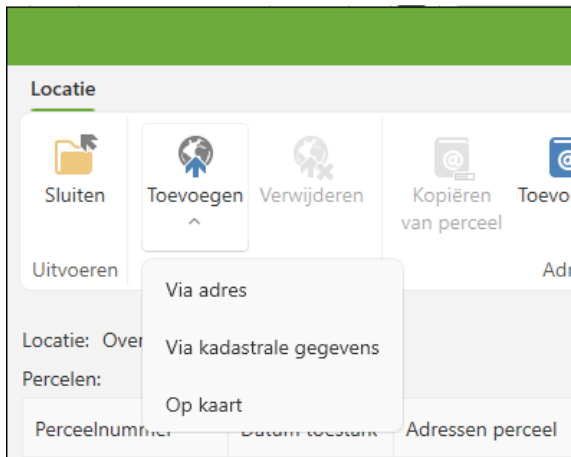 Locatie
Sluiten
Toevoegen
Verwijderen
Kopiëren
van perceel
Uitvoeren
Via adres
Via kadastrale gegevens
Op kaart
Locatie:
Percelen:
Adressen perceel